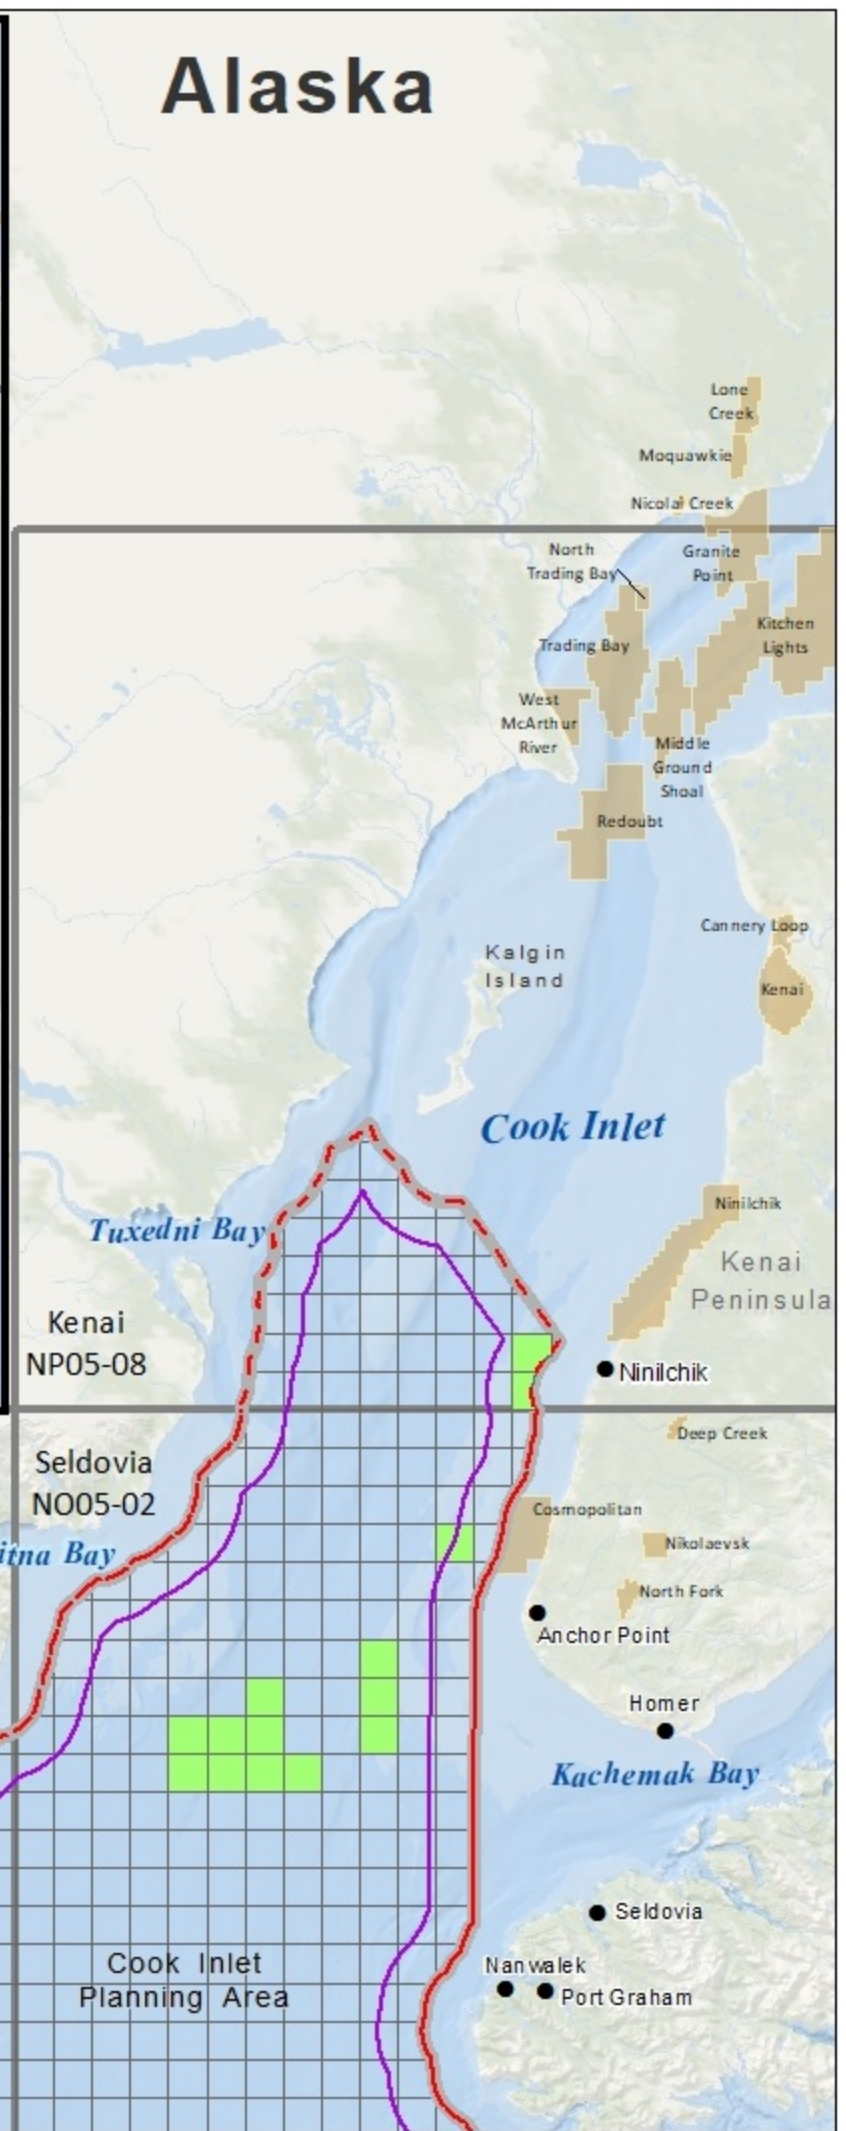 Alaska
Lone
Creek
Moquawkie
Nicolai Creek
North
Trading Bay
Granite
Point
Kitchen
Lights
Trading Bay
West
McArthur
River
Middle
Ground
Shoal
Redoubt
Cannery Loop
Kalgin
Island
Kenai
Cook Inlet
Ninilchik
Tuxedni Bay
Kenai
Peninsula
Kenai
NP05-08
Ninilchik
Deep Creek
Seldovia
NO05-02
Cosmopolitan
Nikolaevsk
itna Bay
North Fork
Anchor Point
Homer
Kachemak Bay
Seldovia
Cook Inlet
Planning Area
Nanwalek
Port Graham